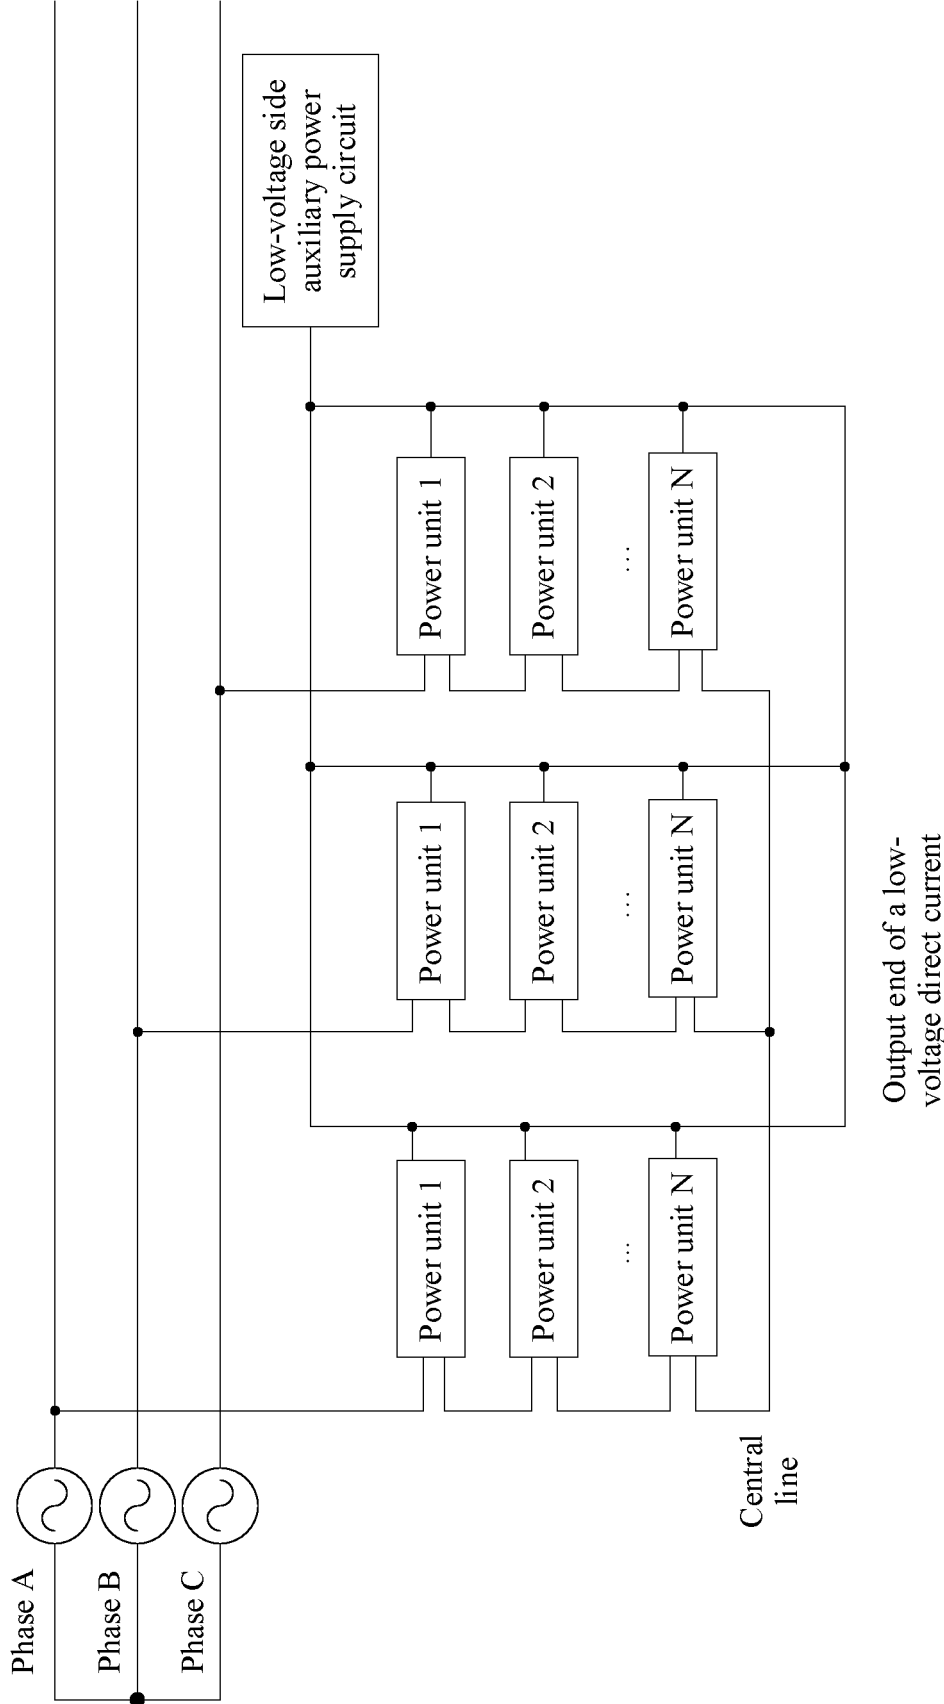 Phase A
Phase B
Phase C
Low-voltage side
auxiliary power
supply circuit
Power unit 1
Power unit 1
Power unit 1
Power unit 2
Power unit 2
Power unit 2
...
...
...
Power unit N
Power unit N
Power unit N
Central
line
Output end of a low-
voltage direct current